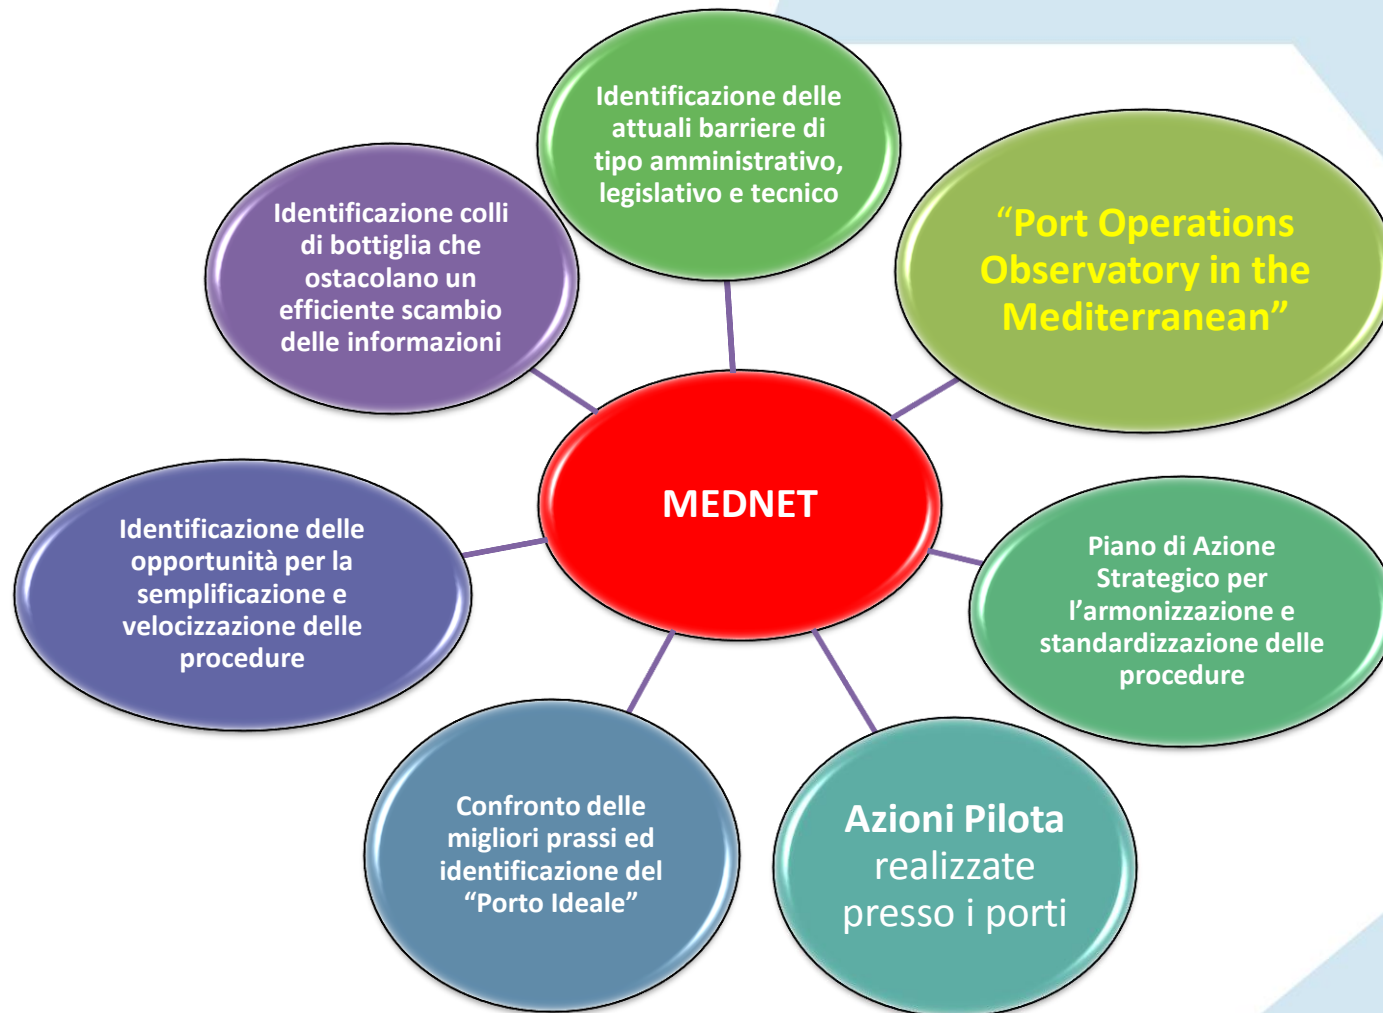 Identificazione delle
attuali barriere di
tipo amministrativo,
legislativo e tecnico
“Port Operations
Observatory in the
Mediterranean”
Identificazione colli
di bottiglia che
ostacolano un
efficiente scambio
delle informazioni
MEDNET
Identificazione delle
opportunità per la
semplificazione e
velocizzazione delle
procedure
Piano di Azione
Strategico per
l’armonizzazione e
standardizzazione delle
procedure
Confronto delle
migliori prassi ed
identificazione del
“Porto Ideale”
Azioni Pilota
realizzate
presso i porti